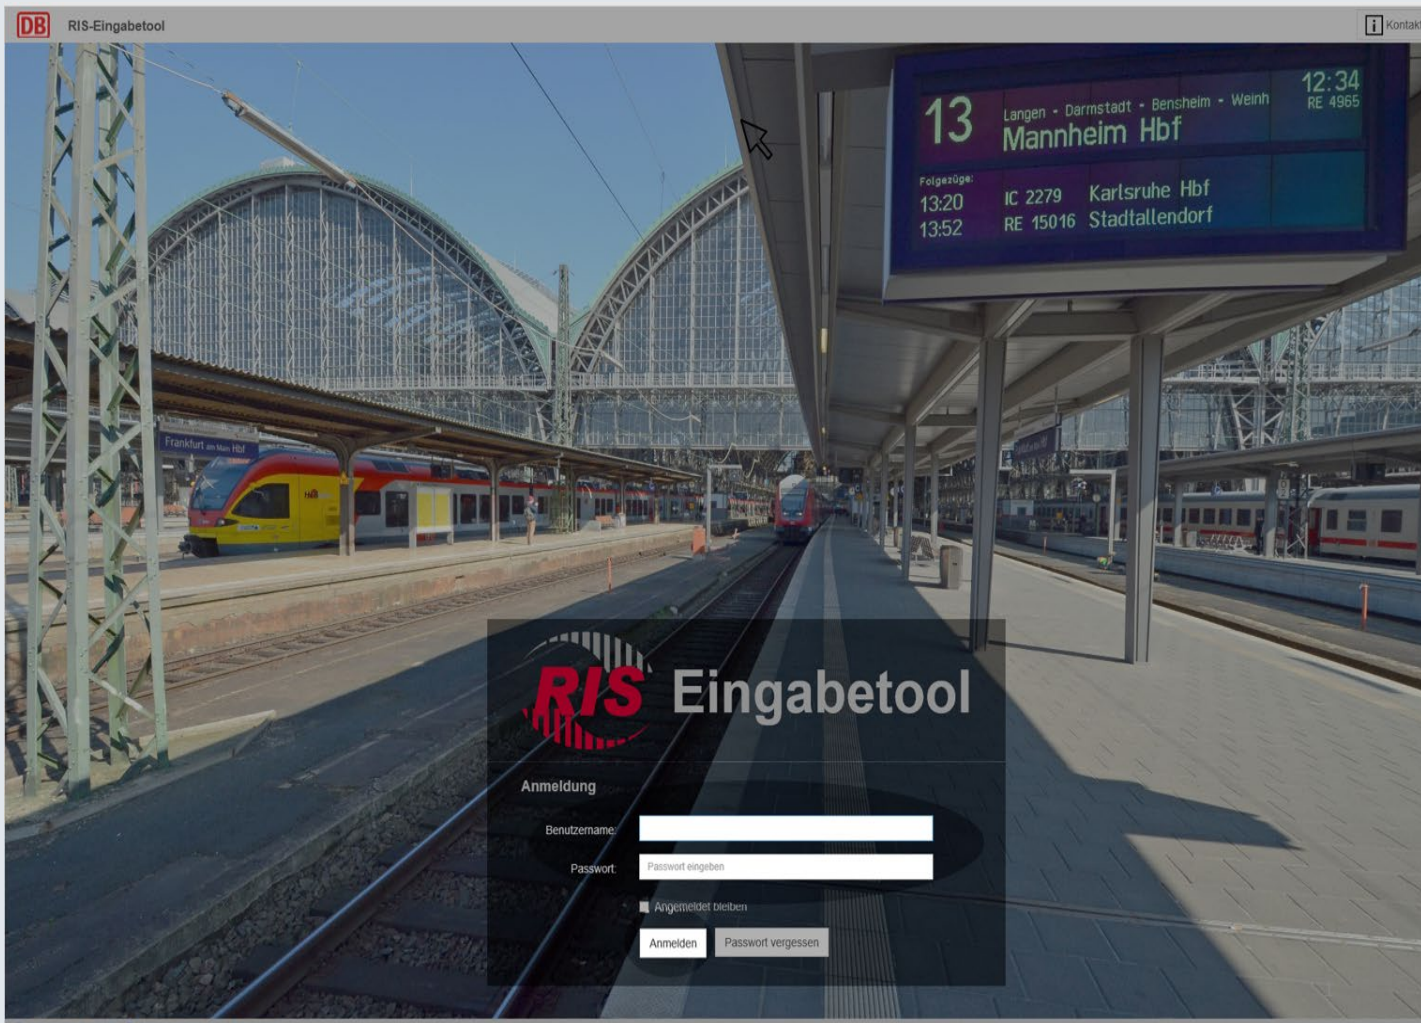 DB RIS-Eingabetool
Kontakt
13
Langen - Darmstadt - Bensheim - Weinh
12:34
Mannheim Hbf
RE 4965
Folgezüge:
13:20 IC 2279 Karlsruhe Hbf
13:52 RE 15016 Stadtallendorf
Frankfurt am Main Hbf
RIS Eingabetool
Anmeldung
Benutzername:
Passwort:
Passwort eingeben
Angemeldet bleiben
Anmelden
Passwort vergessen